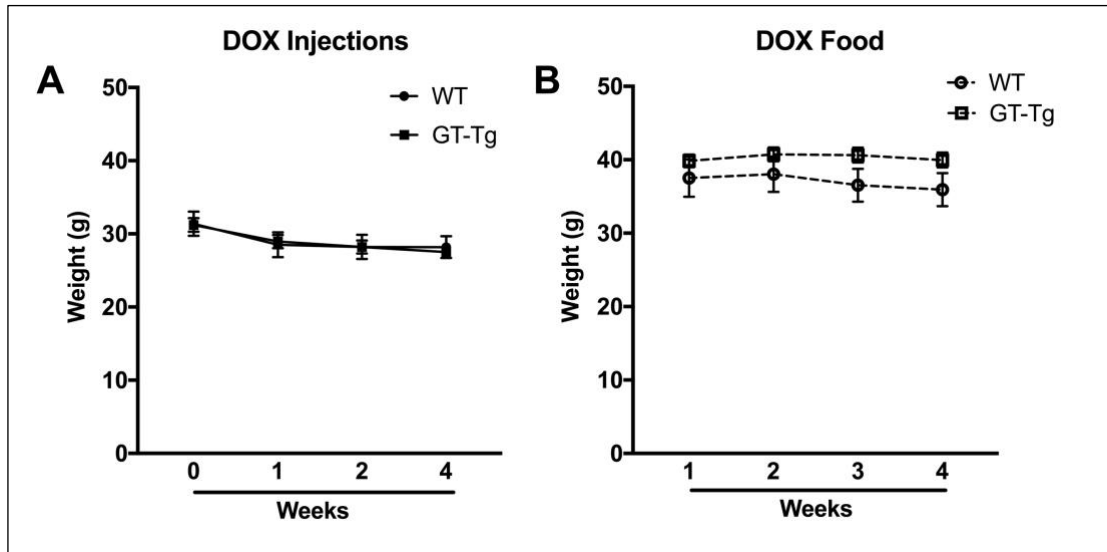 DOX Injections
A
WT
GT-Tg
50
40
30
20
10
0
Weight (g)
0 1 2 4
Weeks
DOX Food
B
WT
GT-Tg
50
40
30
20
10
0
Weight (g)
1 2 3 4
Weeks